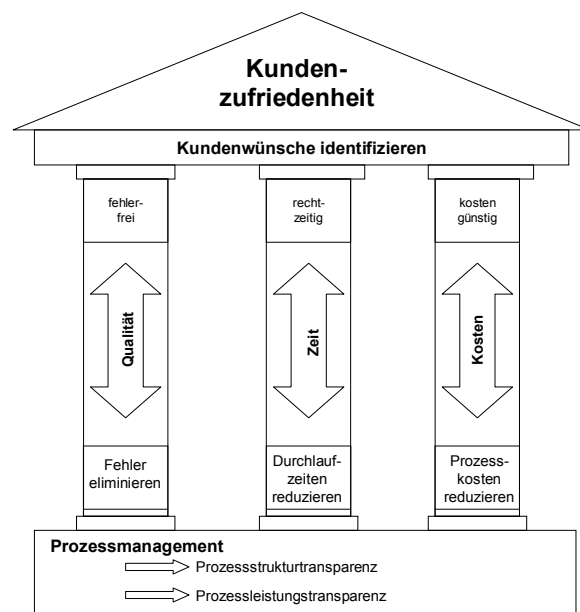 Kunden-
zufriedenheit
Kundenwünsche identifizieren
fehler-
frei
recht-
zeitig
kosten
günstig
Qualität
Zeit
Kosten
Fehler
eliminieren
Durchlauf-
zeiten
reduzieren
Prozess-
kosten
reduzieren
Prozessmanagement
Prozessstrukturtransparenz
Prozessleistungstransparenz